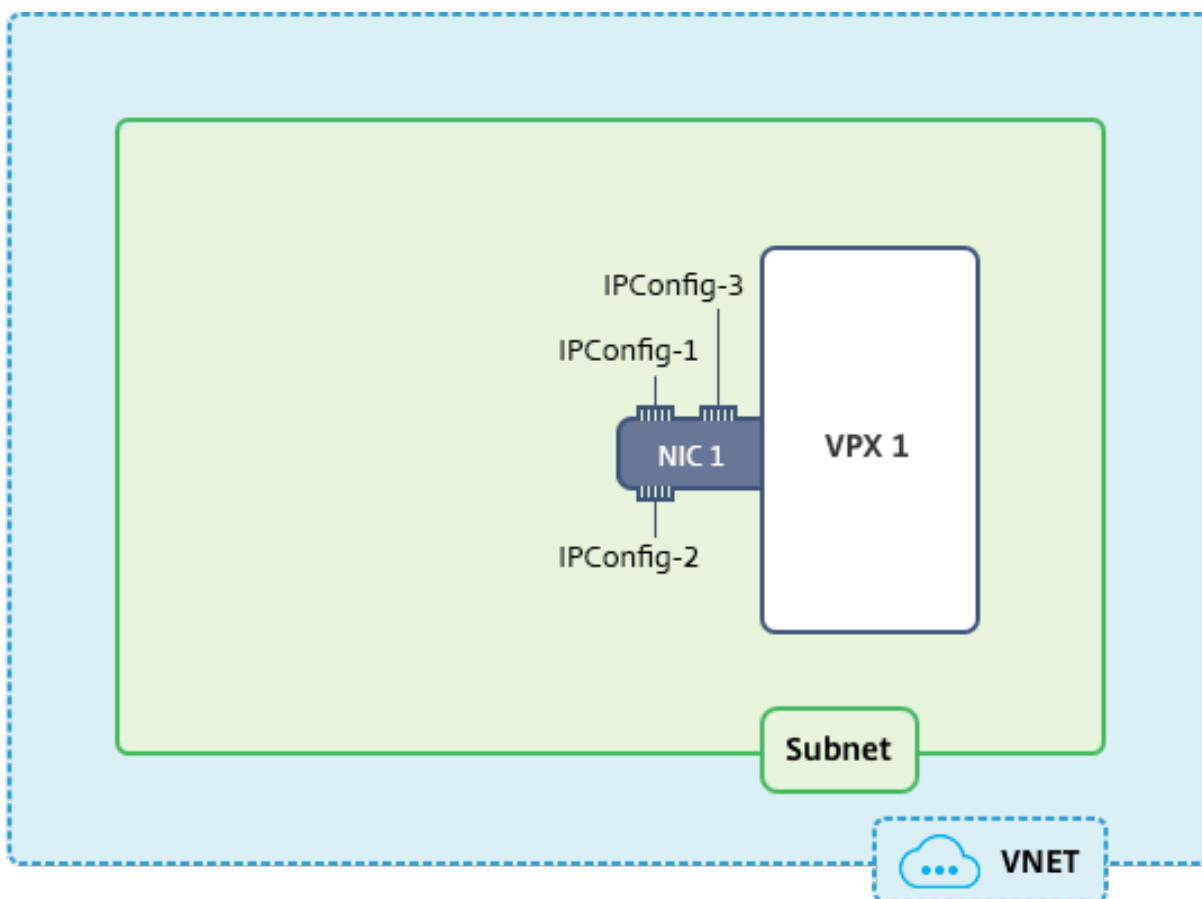 IPConfig-3
IPConfig-1
NIC 1
VPX 1
IPConfig-2
Subnet
VNET